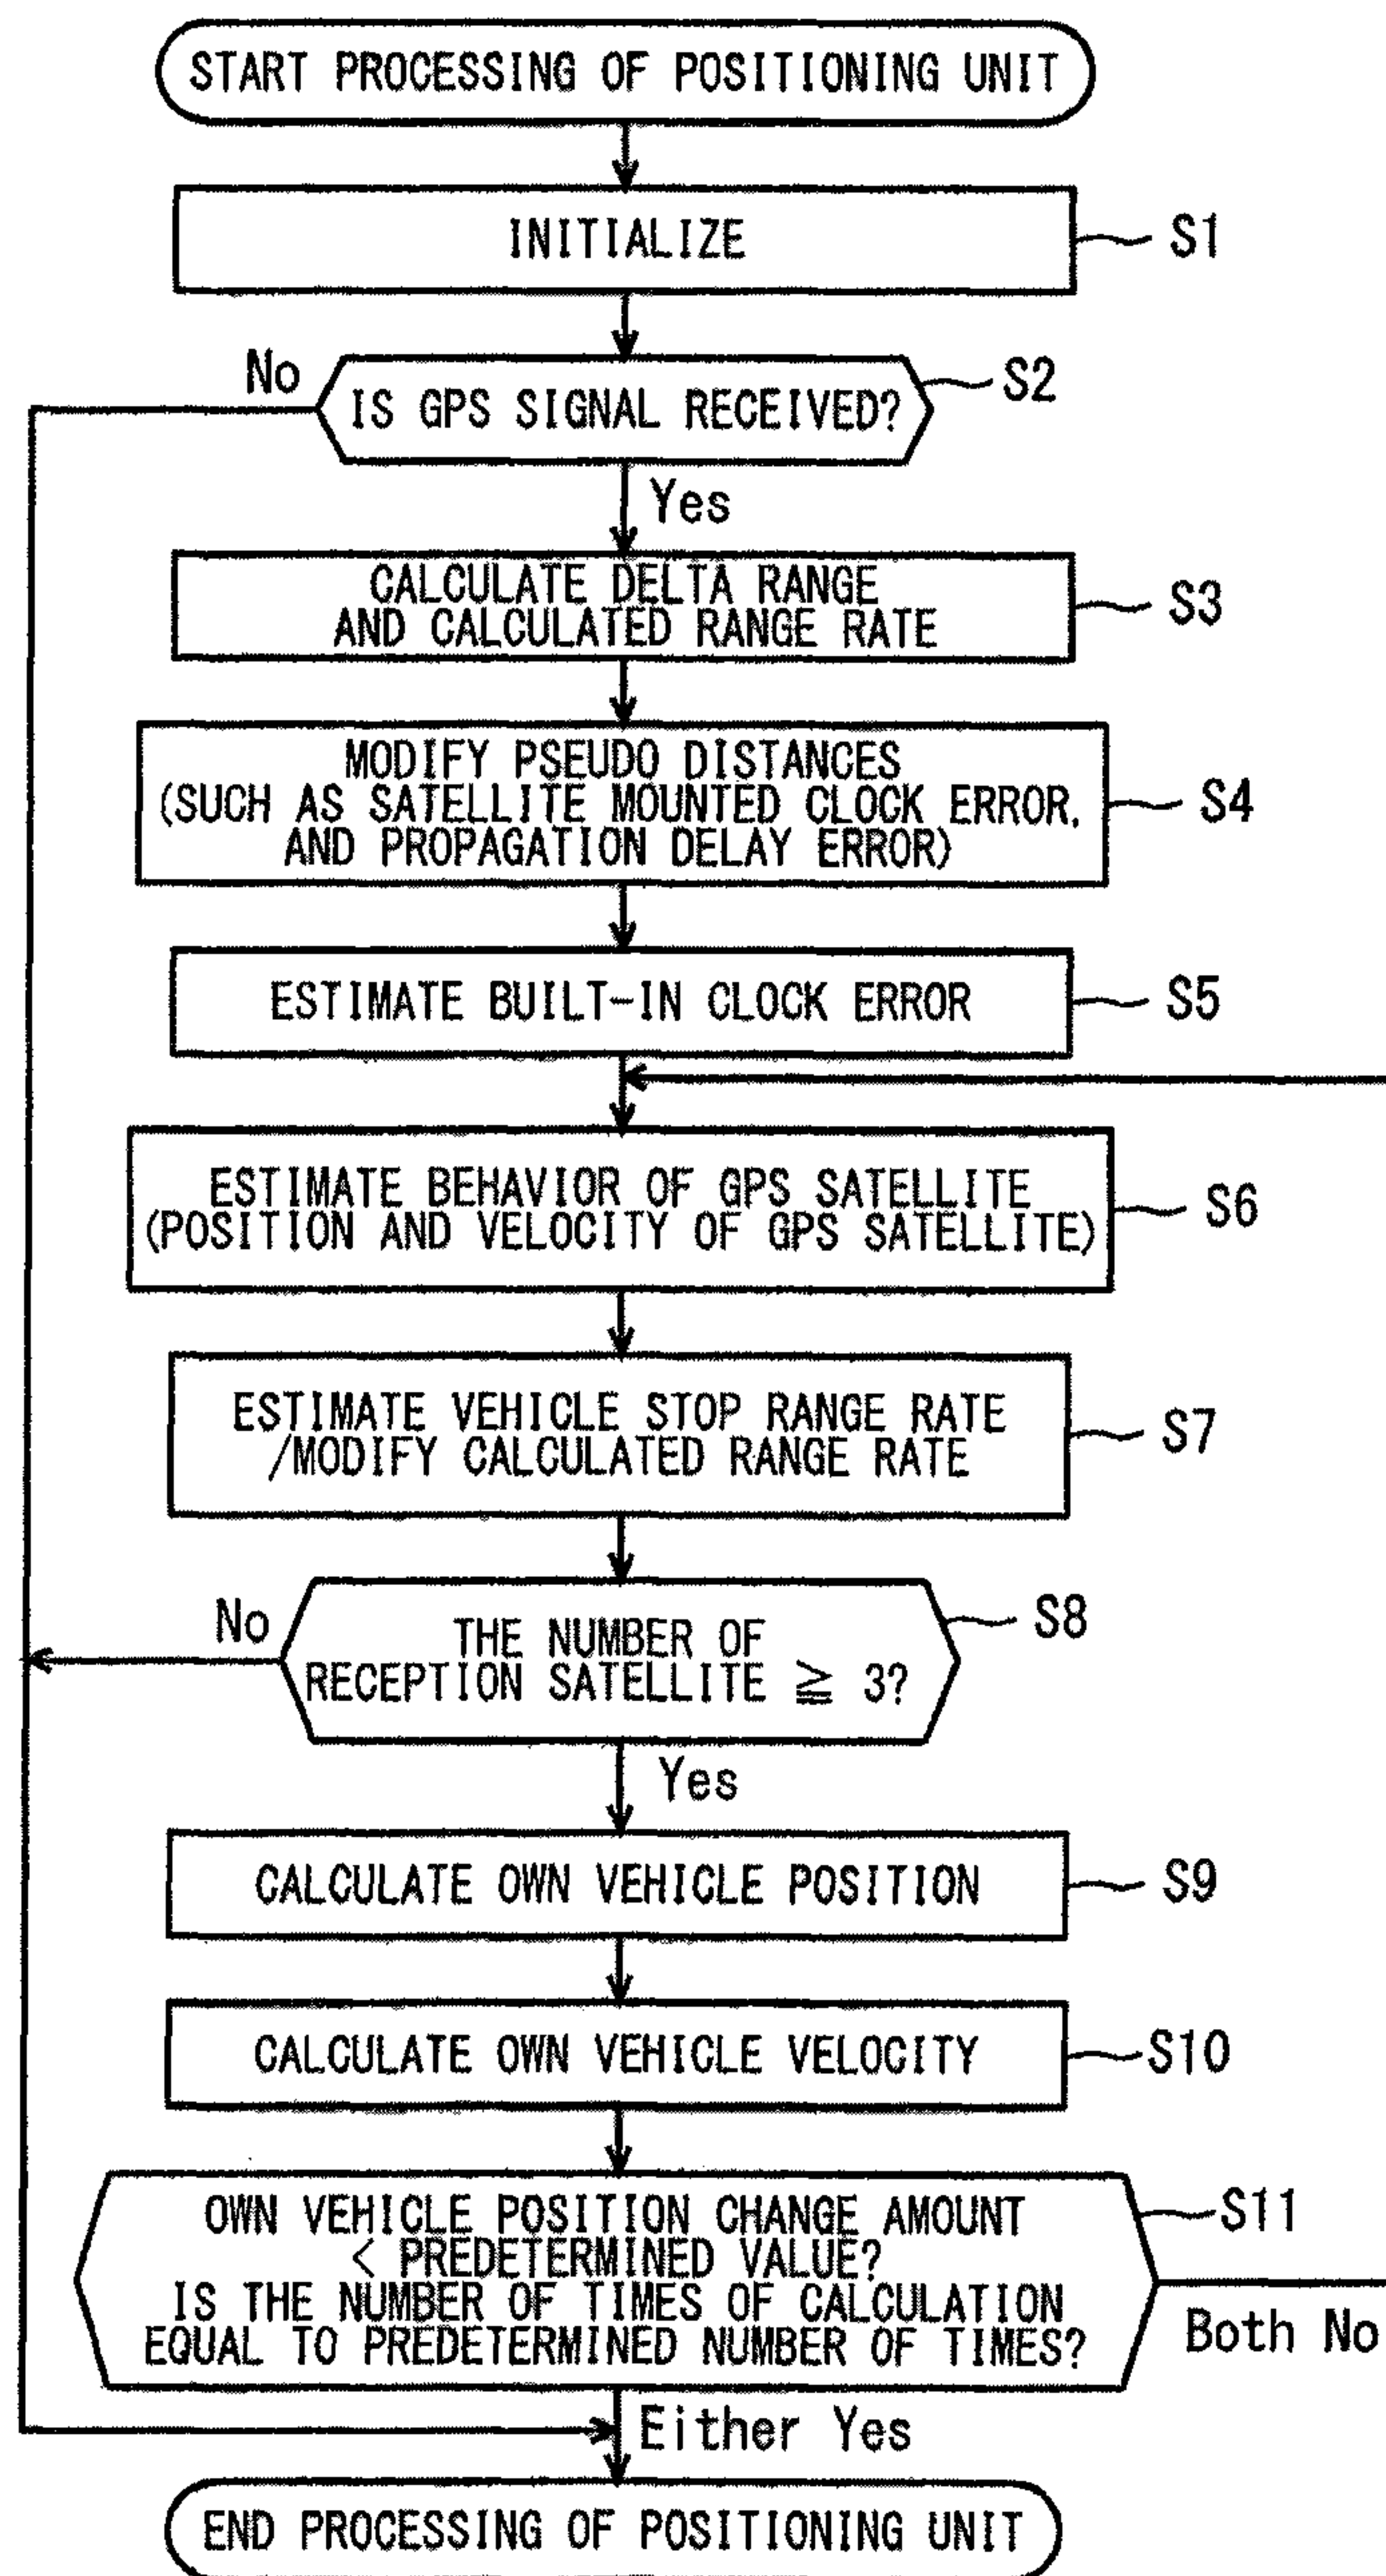 START PROCESSING OF POSITIONING UNIT
INITIALIZE
S1
No
IS GPS SIGNAL RECEIVED?
S2
Yes
CALCULATE DELTA RANGE
AND CALCULATED RANGE RATE
S3
MODIFY PSEUDO DISTANCES
(SUCH AS SATELLITE MOUNTED CLOCK ERROR,
AND PROPAGATION DELAY ERROR)
S4
ESTIMATE BUILT-IN CLOCK ERROR
S5
ESTIMATE BEHAVIOR OF GPS SATELLITE
(POSITION AND VELOCITY OF GPS SATELLITE)
S6
ESTIMATE VEHICLE STOP RANGE RATE
/MODIFY CALCULATED RANGE RATE
S7
No
THE NUMBER OF
RECEPTION SATELLITE ≧ 3?
S8
Yes
CALCULATE OWN VEHICLE POSITION
S9
CALCULATE OWN VEHICLE VELOCITY
S10
OWN VEHICLE POSITION CHANGE AMOUNT
< PREDETERMINED VALUE?
IS THE NUMBER OF TIMES OF CALCULATION
EQUAL TO PREDETERMINED NUMBER OF TIMES?
S11
Both No
Either Yes
END PROCESSING OF POSITIONING UNIT